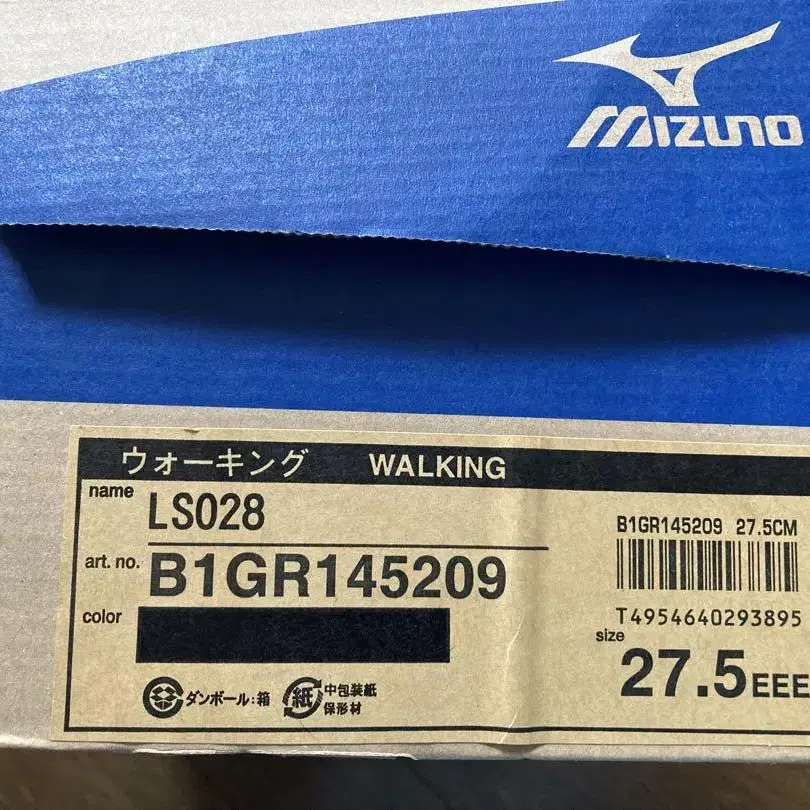 MIZUNO
ウォーキング WALKING
name LS028
art. no. B1GR145209
color
B1GR145209 27.5CM
T4954640293895
size 27.5EEE
ダンボール:箱
紙 中包装紙
保形材